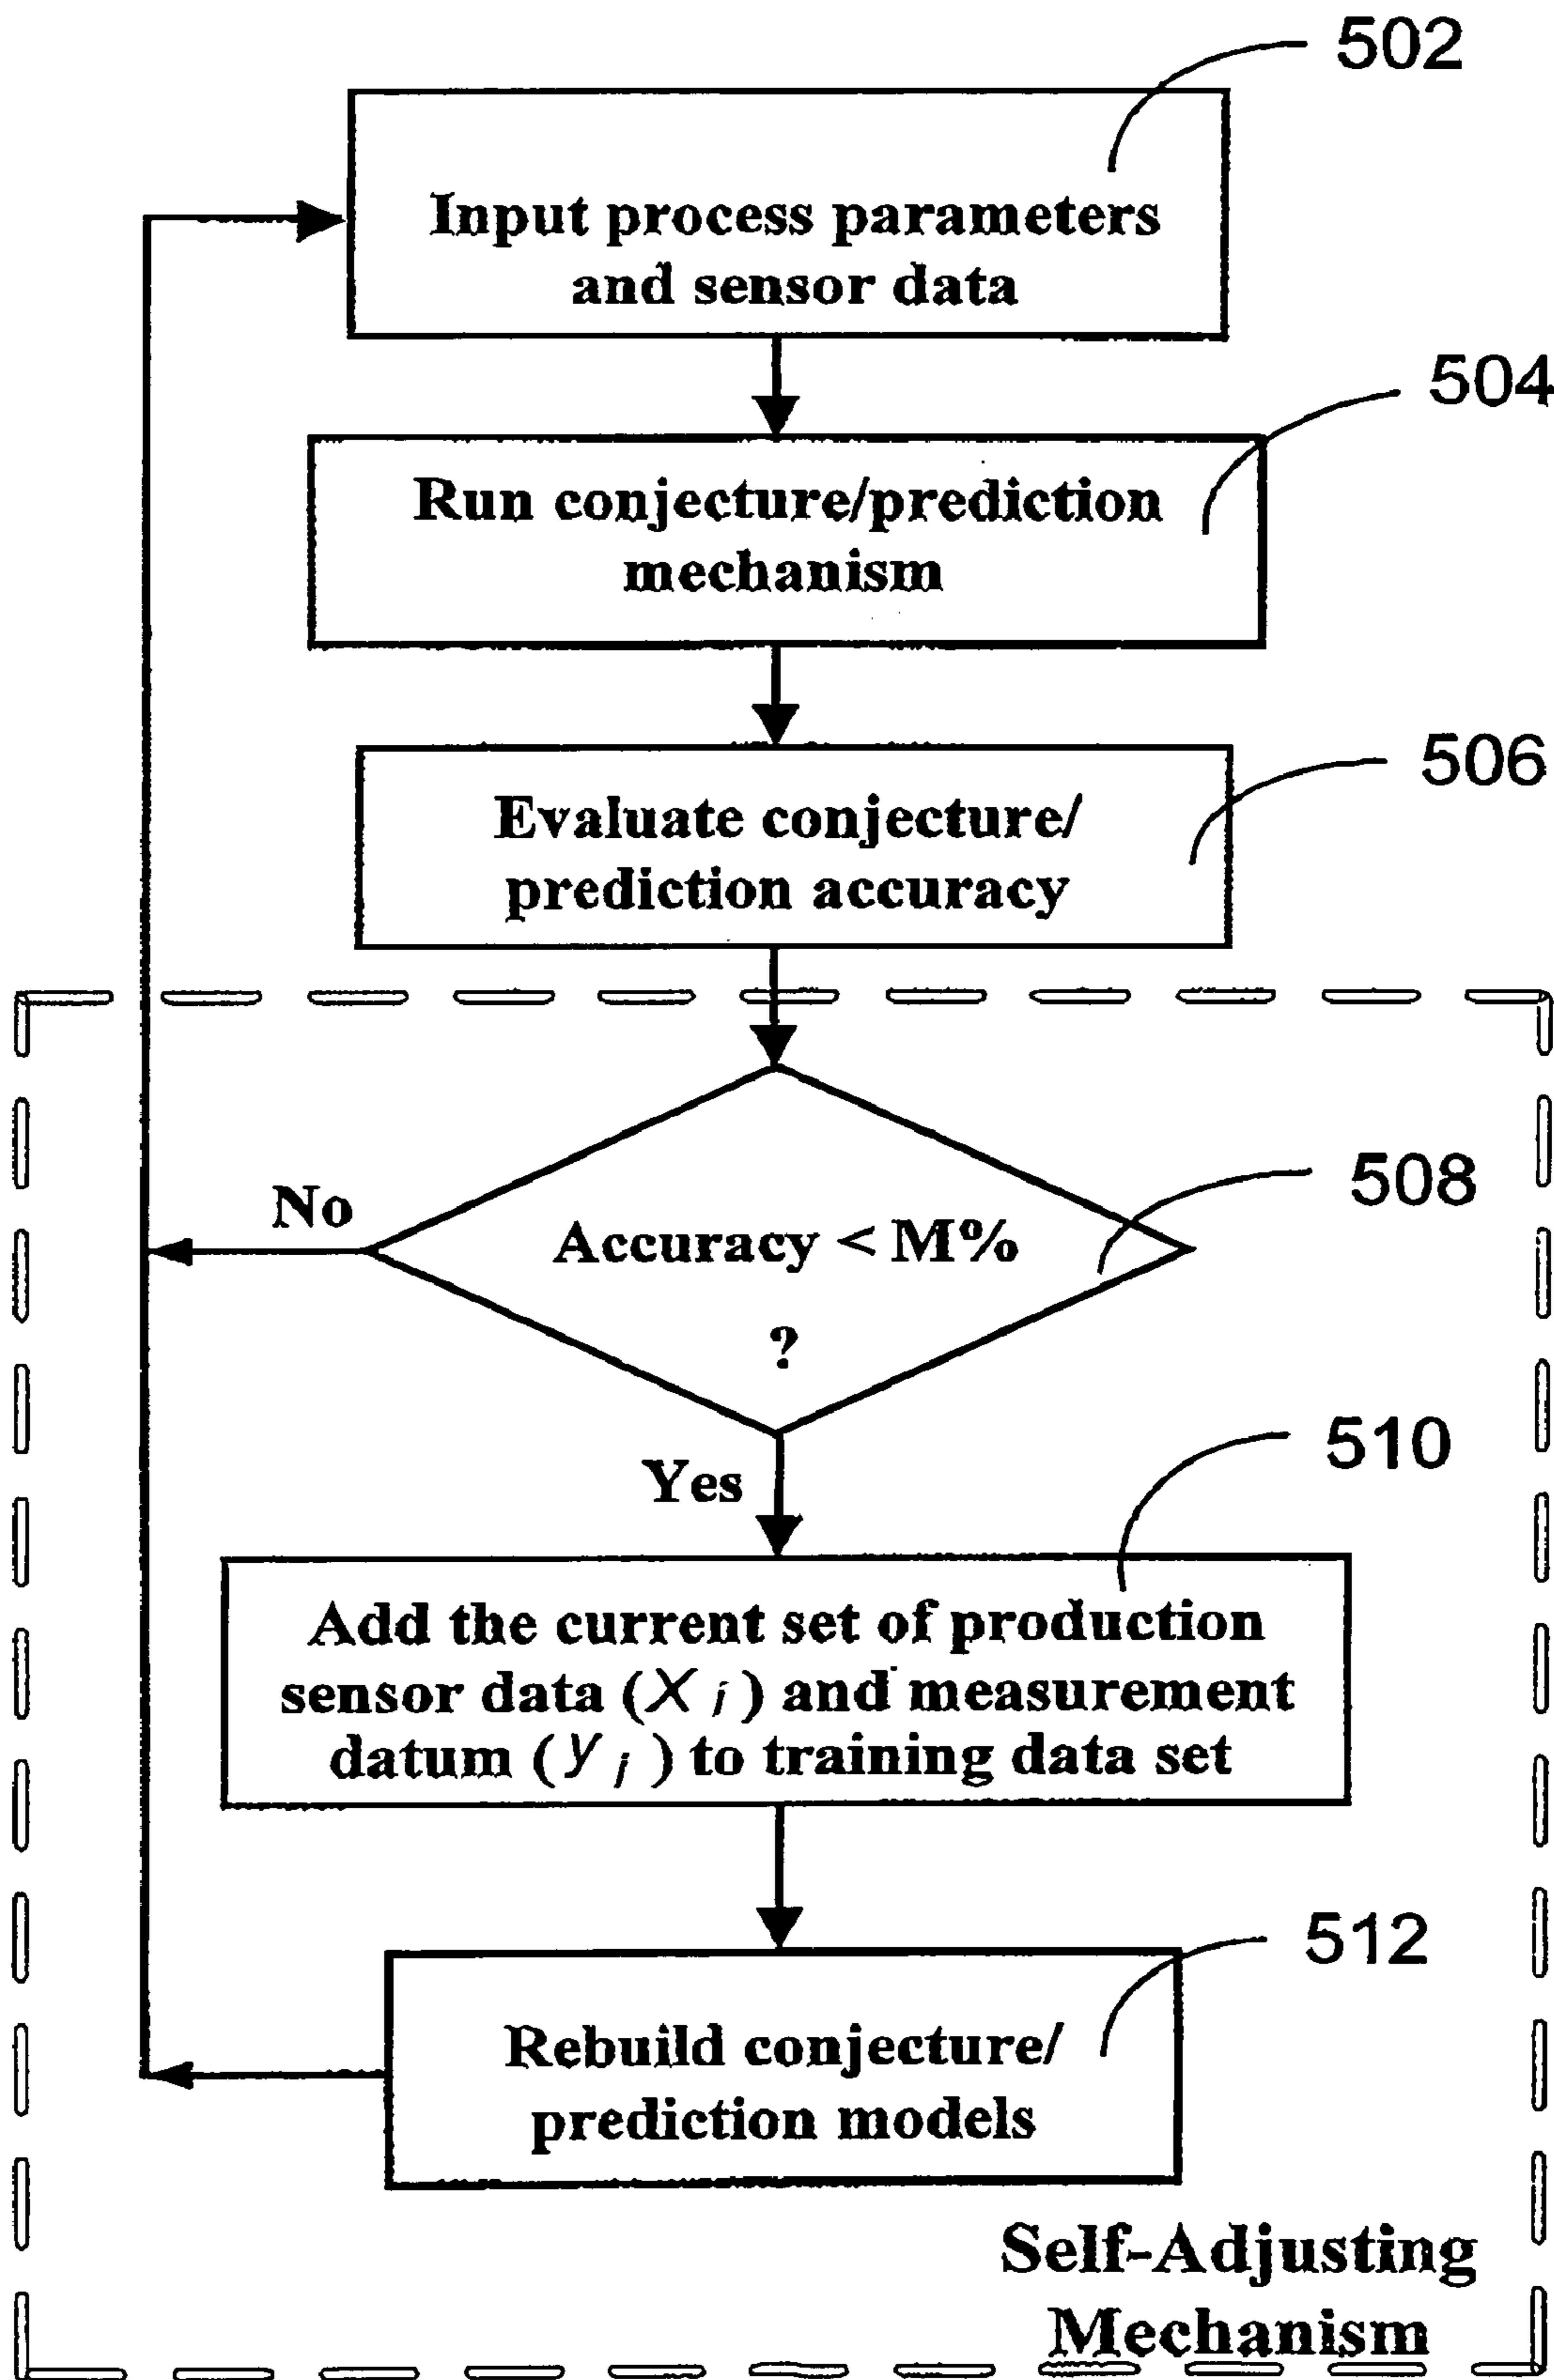 502
Input process parameters
and sensor data
504
Run conjecture/prediction
mechanism
506
Evaluate conjecture/
prediction accuracy
508
No
Accuracy < M%
?
Yes
510
Add the current set of production
sensor data (X i) and measurement
datum (y i) to training data set
512
Rebuild conjecture/
prediction models
Self-Adjusting
Mechanism